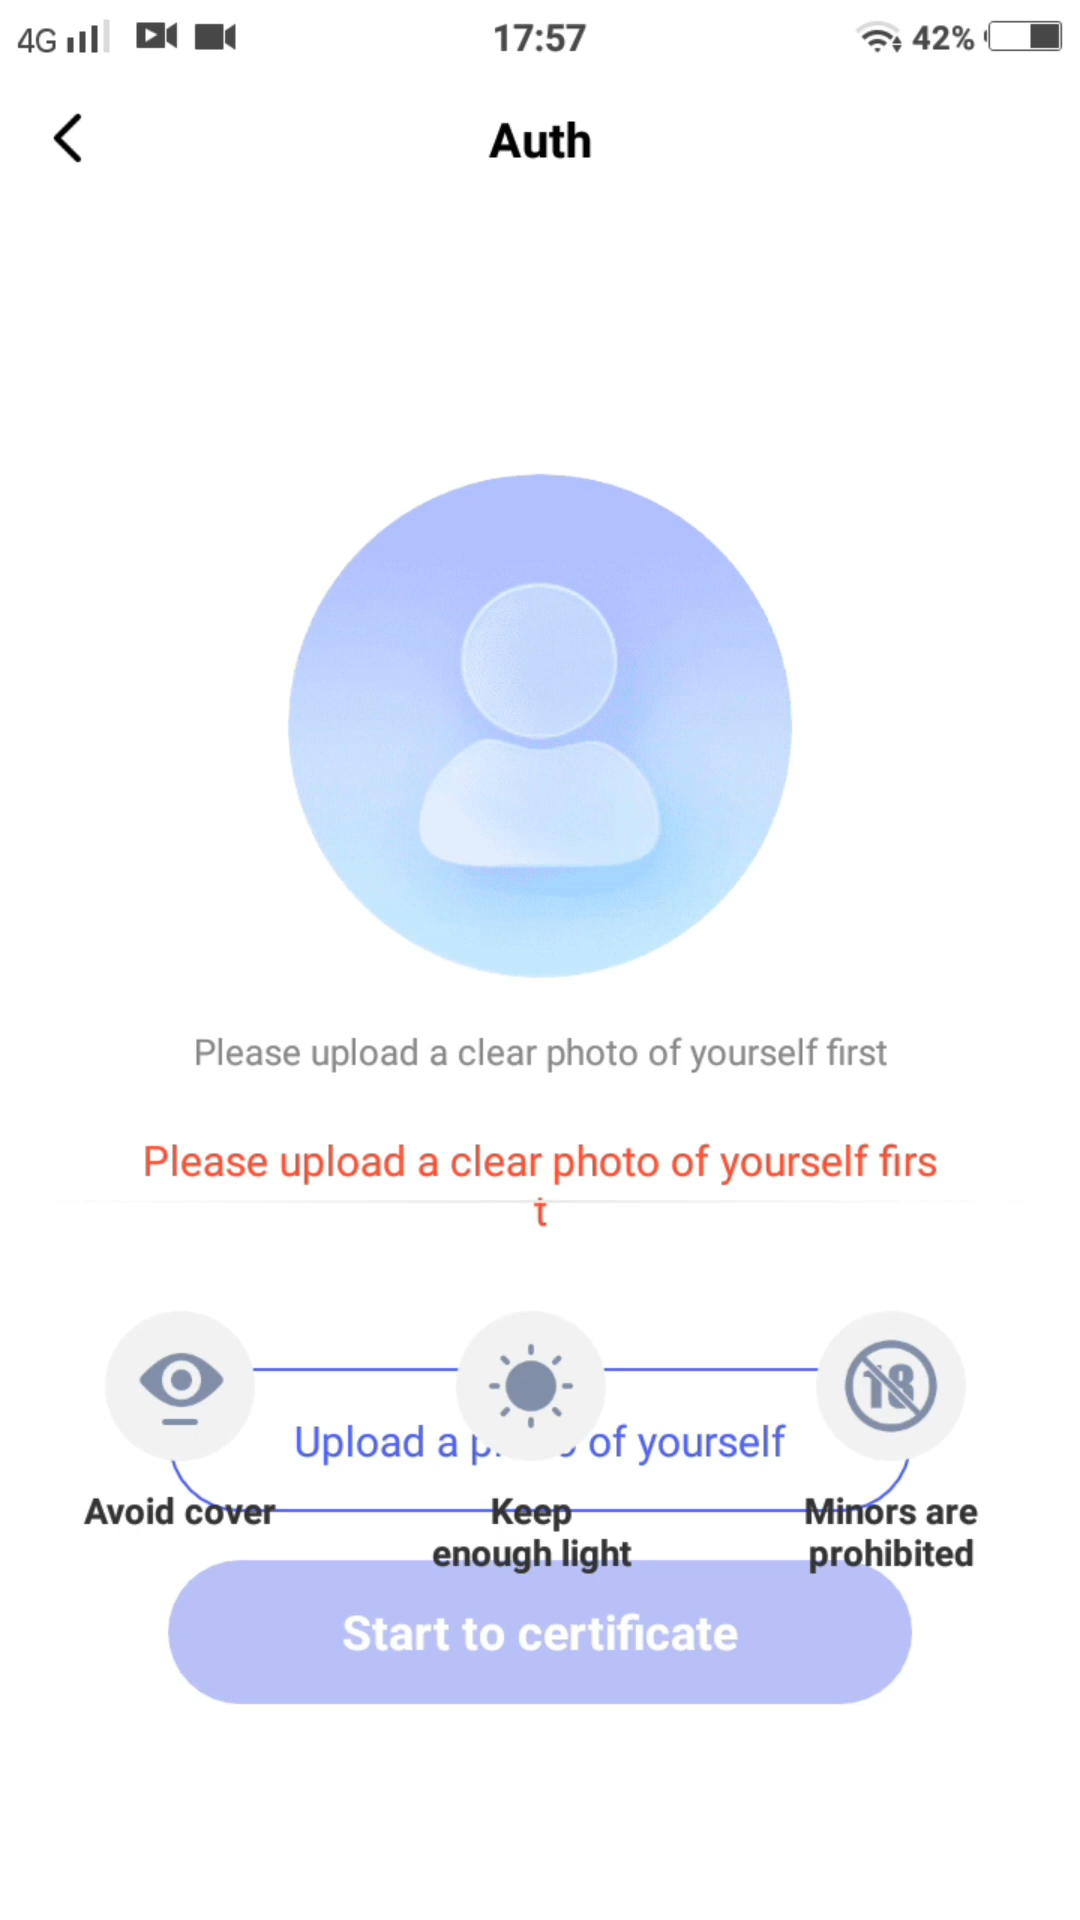 4G 17:57 42%
Auth
Please upload a clear photo of yourself first
Please upload a clear photo of yourself firs
t
18
Upload a of yourself
Avoid cover
Keep
enough light
Minors are
prohibited
Start to certificate